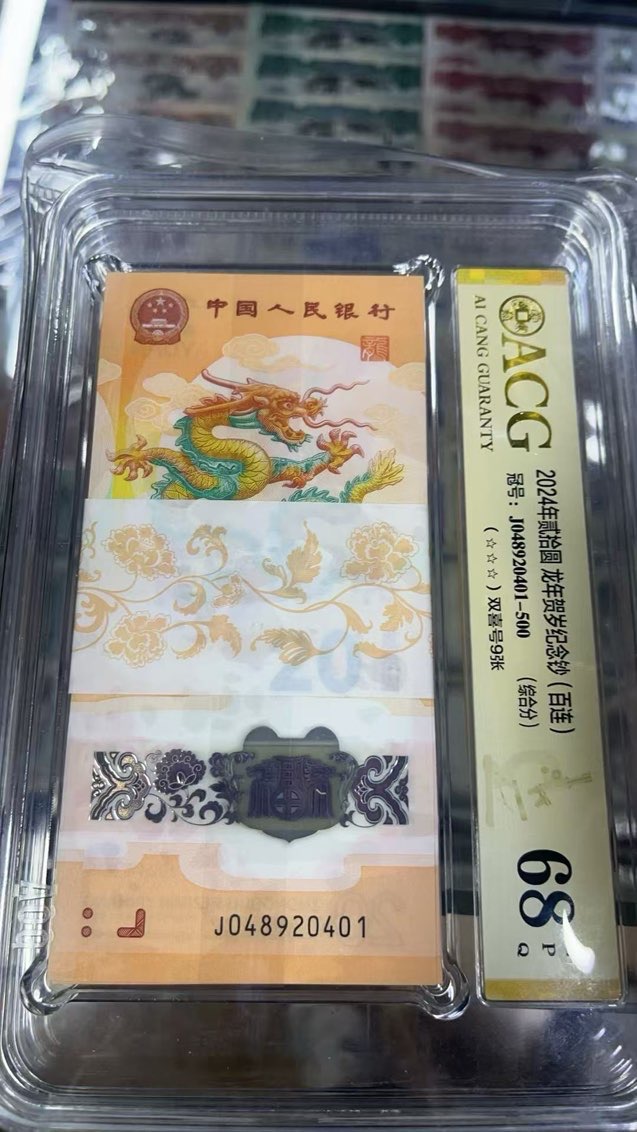 中国人民银行
龍
J048920401
ACG
AI CANG GUARANTY
2024年贰拾圆 龙年贺岁纪念钞（百连）
冠号：J048920401-500 （综合分）
（☆☆☆）双喜号9张
68
Q P